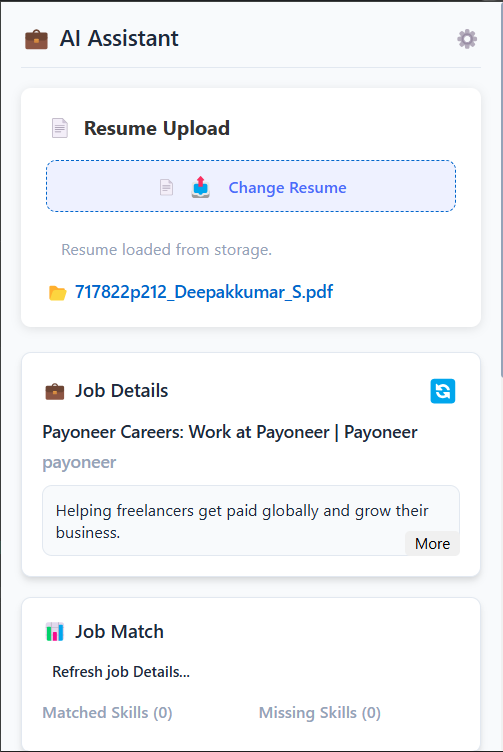 AI Assistant
Resume Upload
Change Resume
Resume loaded from storage.
717822p212_Deepakkumar_S.pdf
Job Details
Payoneer Careers: Work at Payoneer | Payoneer
payoneer
Helping freelancers get paid globally and grow their
business.
More
Job Match
Refresh job Details...
Matched Skills (0) Missing Skills (0)